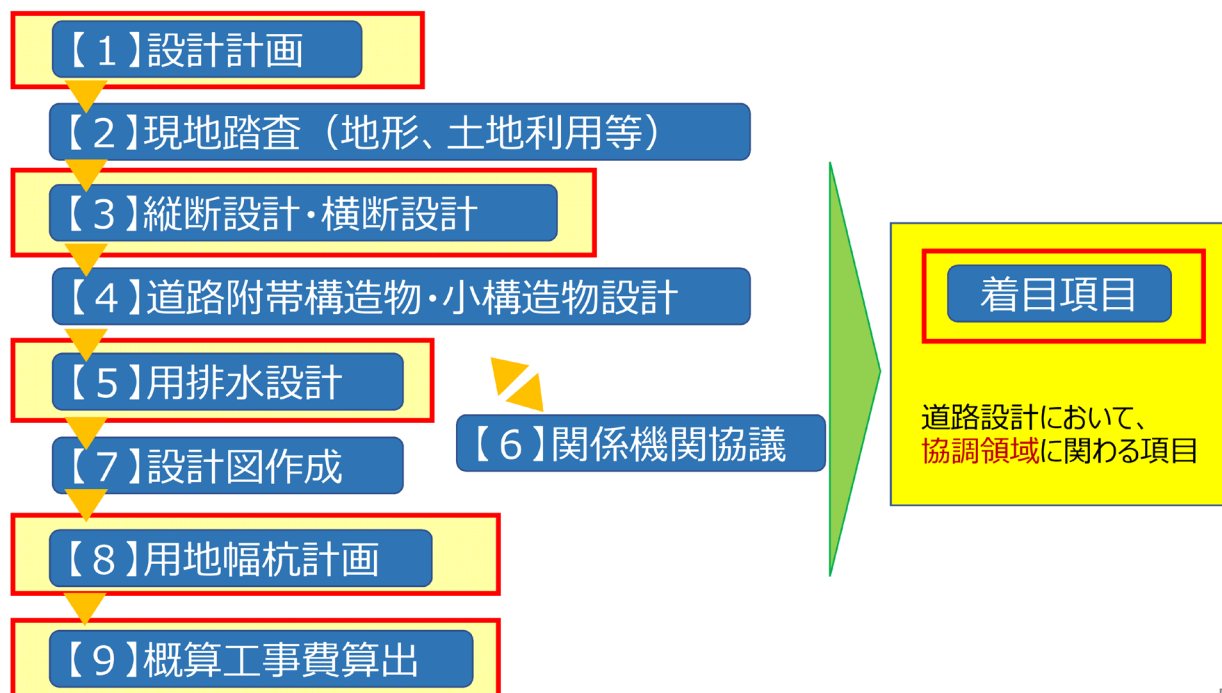 【１】設計計画
【２】現地踏査（地形、土地利用等）
【３】縦断設計・横断設計
【４】道路附帯構造物・小構造物設計
【５】用排水設計
【６】関係機関協議
【７】設計図作成
【８】用地幅杭計画
【９】概算工事費算出
着目項目
道路設計において、
協調領域に関わる項目